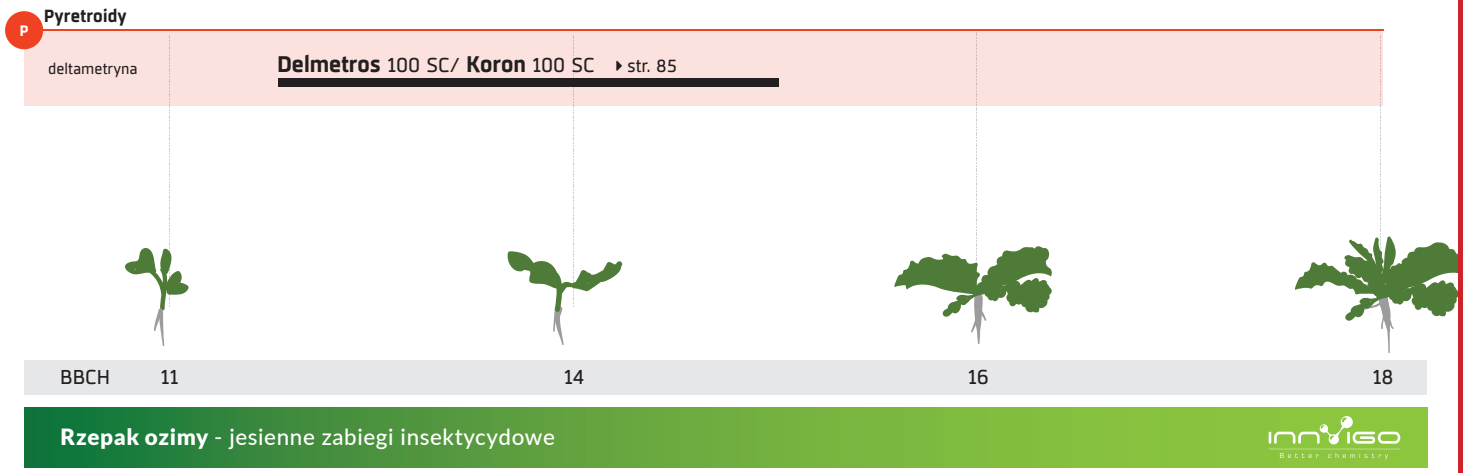 Pyretroidy
P
deltametryna
Delmetros 100 SC/ Koron 100 SC ▸ str. 85
BBCH 11 14 16 18
Rzepak ozimy - jesienne zabiegi insektycydowe
INNVIGO
Better chemistry